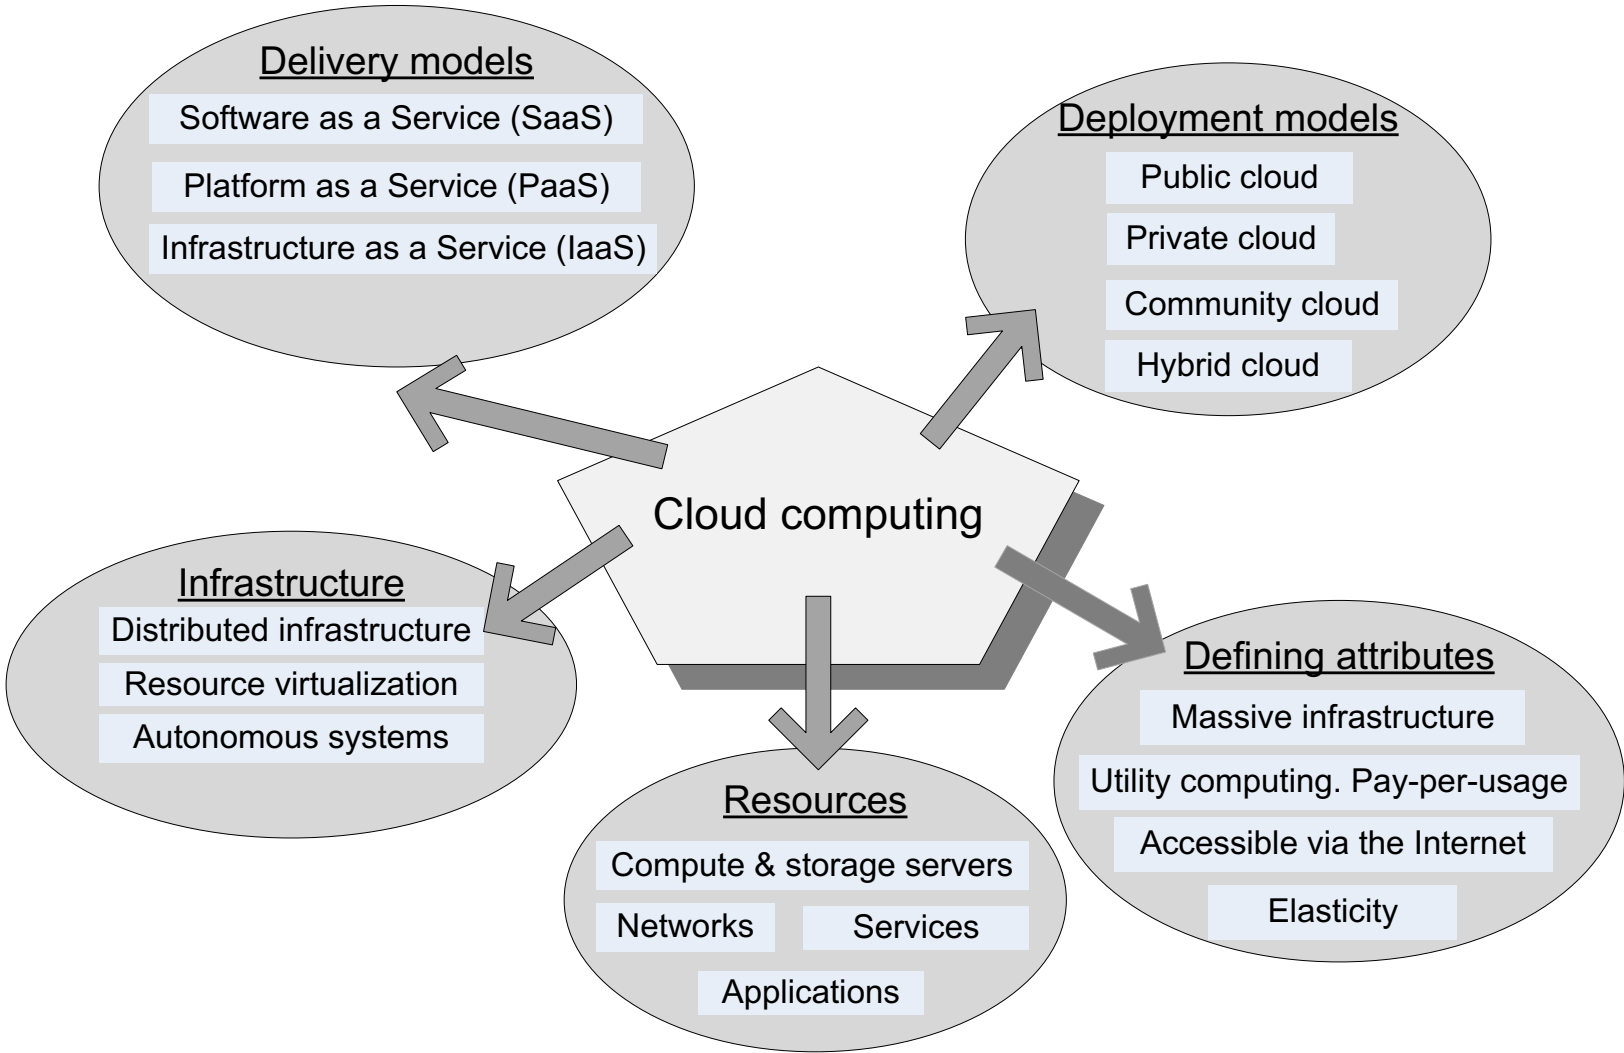 Delivery models
Software as a Service (SaaS)
Platform as a Service (PaaS)
Infrastructure as a Service (IaaS)
Deployment models
Public cloud
Private cloud
Community cloud
Hybrid cloud
Cloud computing
Infrastructure
Distributed infrastructure
Resource virtualization
Autonomous systems
Resources
Compute & storage servers
Networks
Services
Applications
Defining attributes
Massive infrastructure
Utility computing. Pay-per-usage
Accessible via the Internet
Elasticity